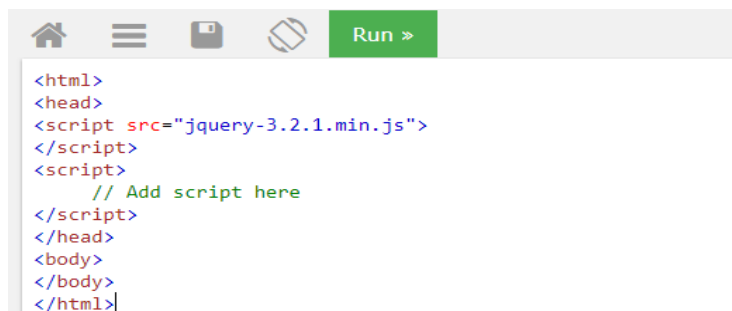 Run »
<html>
<head>
<script src="jquery-3.2.1.min.js">
</script>
<script>
     // Add script here
</script>
</head>
<body>
</body>
</html>